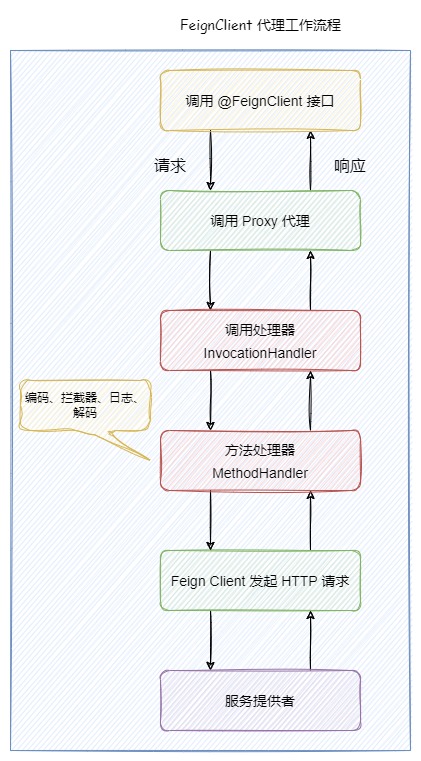 FeignClient 代理工作流程
调用 @FeignClient 接口
请求
响应
调用 Proxy 代理
调用处理器
InvocationHandler
编码、拦截器、日志、
解码
方法处理器
MethodHandler
Feign Client 发起 HTTP 请求
服务提供者